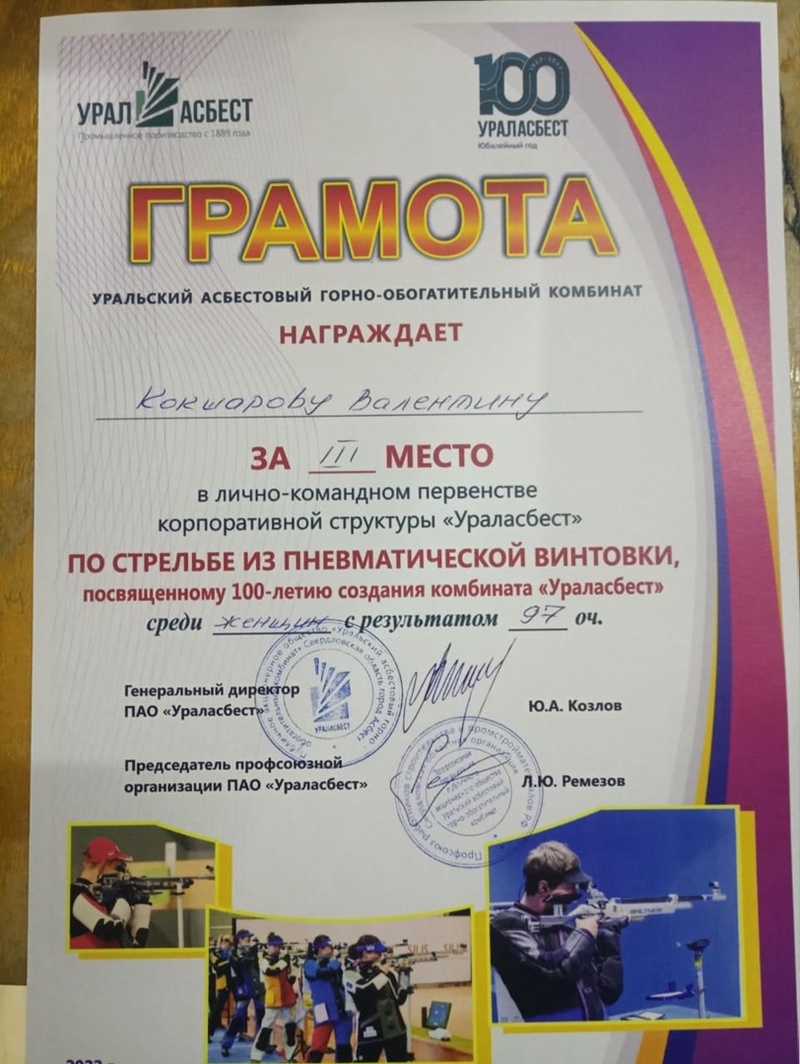 УРАЛ АСБЕСТ
Промышленное производство с 1889 года
100
УРАЛАСБЕСТ
Юбилейный год
ГРАМОТА
УРАЛЬСКИЙ АСБЕСТОВЫЙ ГОРНО-ОБОГАТИТЕЛЬНЫЙ КОМБИНАТ
НАГРАЖДАЕТ
Кокшарову Валентину
ЗА III МЕСТО
в лично-командном первенстве
корпоративной структуры «Ураласбест»
ПО СТРЕЛЬБЕ ИЗ ПНЕВМАТИЧЕСКОЙ ВИНТОВКИ,
посвященному 100-летию создания комбината «Ураласбест»
среди женщин с результатом 97 оч.
Генеральный директор
ПАО «Ураласбест»
Ю.А. Козлов
УРАЛАСБЕСТ
Председатель профсоюзной
организации ПАО «Ураласбест»
Л.Ю. Ремезов